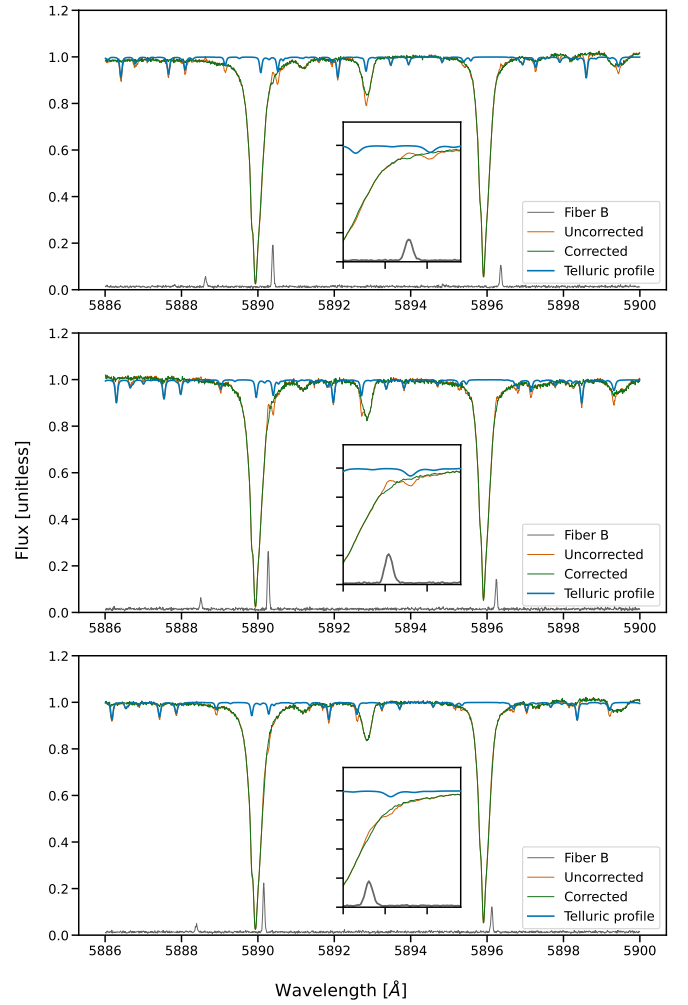 1.2
1.0
0.8
0.6
0.4
0.2
0.0
5886 5888 5890 5892 5894 5896 5898 5900
Fiber B
Uncorrected
Corrected
Telluric profile
1.2
1.0
0.8
0.6
0.4
0.2
0.0
5886 5888 5890 5892 5894 5896 5898 5900
Fiber B
Uncorrected
Corrected
Telluric profile
Flux [unitless]
1.2
1.0
0.8
0.6
0.4
0.2
0.0
5886 5888 5890 5892 5894 5896 5898 5900
Fiber B
Uncorrected
Corrected
Telluric profile
Wavelength [Å]